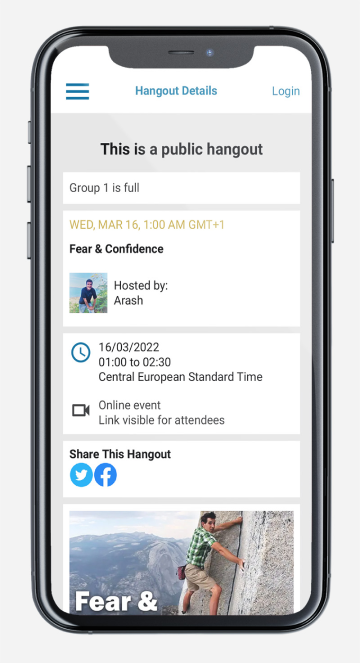 Hangout Details
Login
This is a public hangout
Group 1 is full
WED, MAR 16, 1:00 AM GMT+1
Fear & Confidence
Hosted by:
Arash
16/03/2022
01:00 to 02:30
Central European Standard Time
Online event
Link visible for attendees
Share This Hangout
Fear &